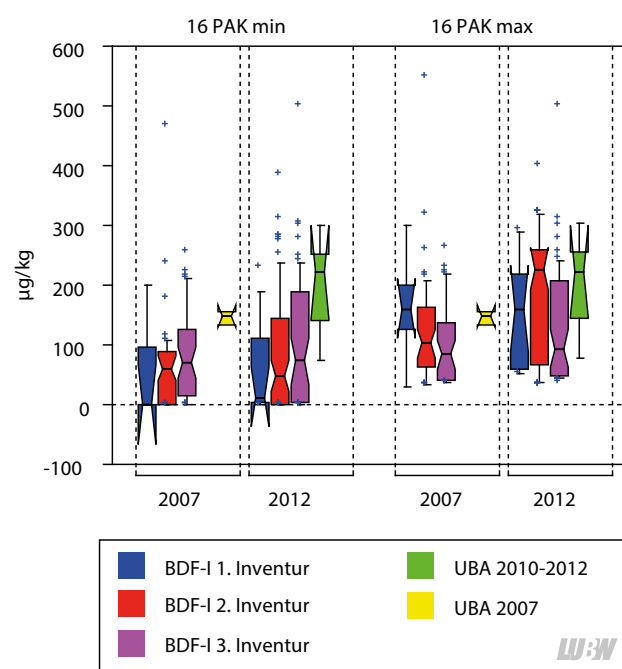 16 PAK min 16 PAK max
600
500
400
300
200
100
0
-100
µg/kg
2007 2012 2007 2012
BDF-I 1. Inventur UBA 2010-2012
BDF-I 2. Inventur UBA 2007
BDF-I 3. Inventur
LUBW